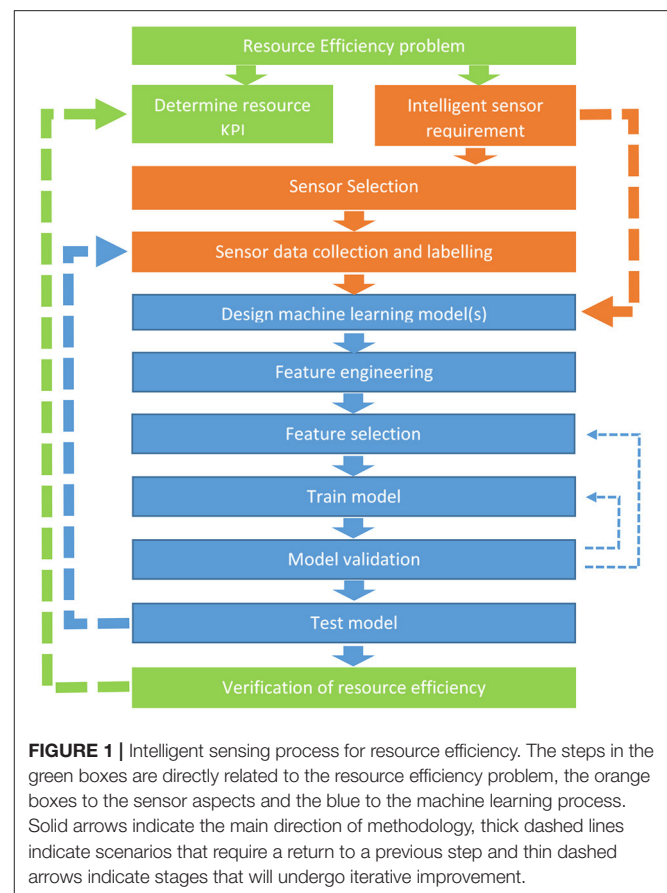 Resource Efficiency problem
Determine resource
KPI
Intelligent sensor
requirement
Sensor Selection
Sensor data collection and labelling
Design machine learning model(s)
Feature engineering
Feature selection
Train model
Model validation
Test model
Verification of resource efficiency
FIGURE 1 | Intelligent sensing process for resource efficiency. The steps in the
green boxes are directly related to the resource efficiency problem, the orange
boxes to the sensor aspects and the blue to the machine learning process.
Solid arrows indicate the main direction of methodology, thick dashed lines
indicate scenarios that require a return to a previous step and thin dashed
arrows indicate stages that will undergo iterative improvement.